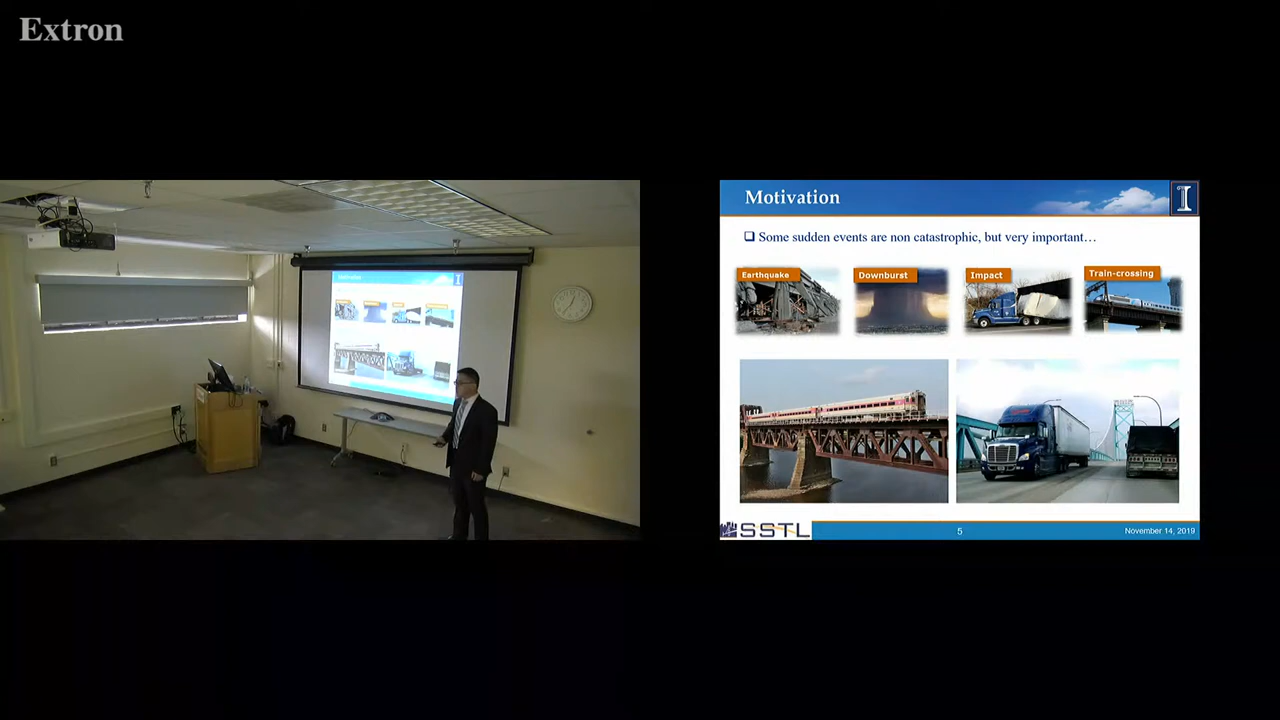 Extron
Motivation
Some sudden events are non catastrophic, but very important…
Earthquake
Downburst
Impact
Train-crossing
SSTL
5
November 14, 2019
Motivation